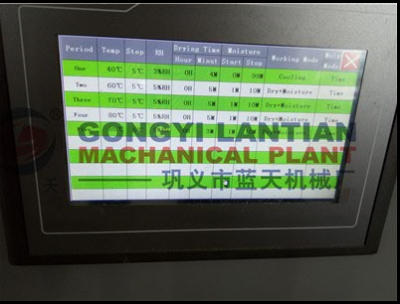 Period Temp Step RH Drying Time Moisture Working Mode
Hour Minut Start Stop
One 40℃ 5℃ 5%RH 0H 4M 0M 99M Cooling Time
Two 60℃ 5℃ 5%RH 0H 5M 1M 10M Dry+Moisture Time
Three 70℃ 5℃ 5%RH 0H 5M 1M 10M Dry+Moisture Time
Four 80℃ 5℃ 5%RH 0H 5M 1M 10M Dry+Moisture Time
GONGYI LANTIAN
MACHANICAL PLANT
巩义市蓝天机械厂
天